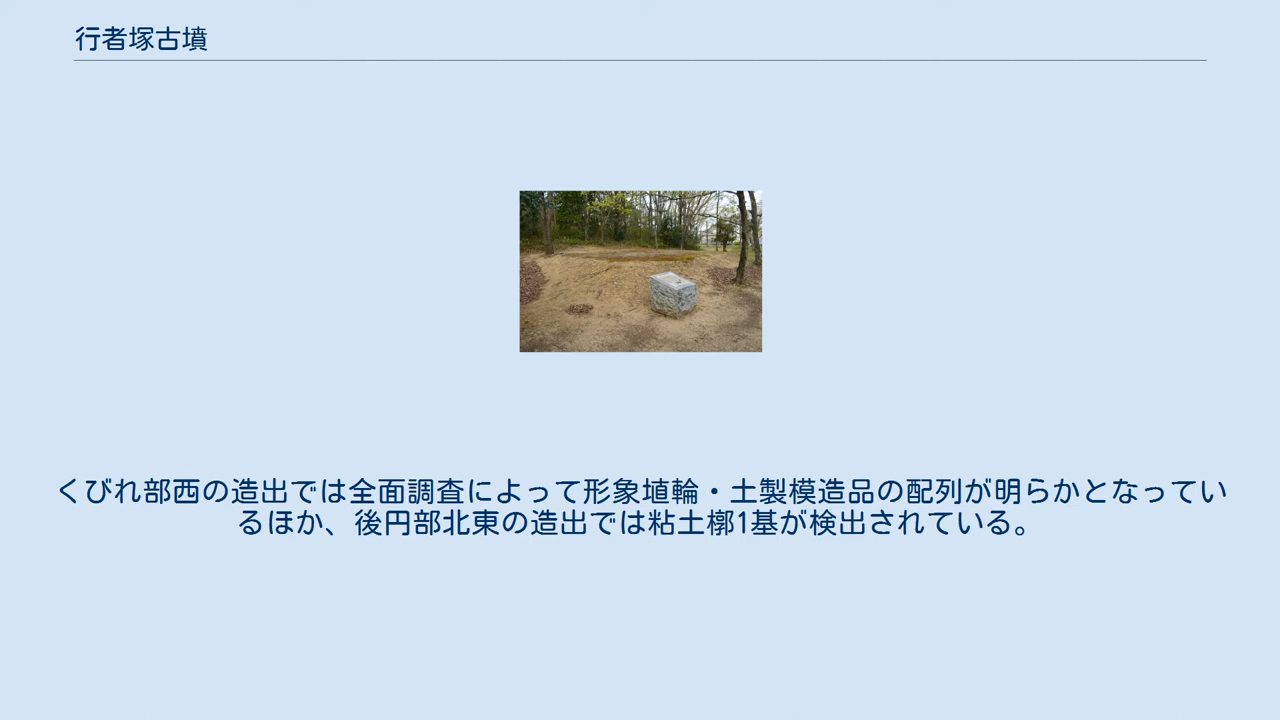 行者塚古墳
くびれ部西の造出では全面調査によって形象埴輪・土製模造品の配列が明らかとなってい
るほか、後円部北東の造出では粘土槨1基が検出されている。